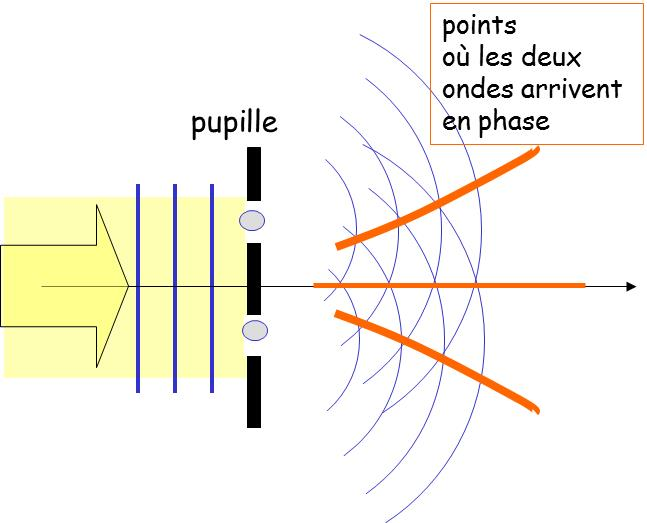 points
où les deux
ondes arrivent
en phase
pupille